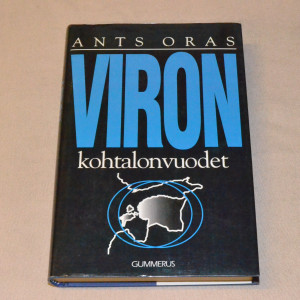 ANTS ORAS
VIRON
kohtalonvuodet
GUMMERUS